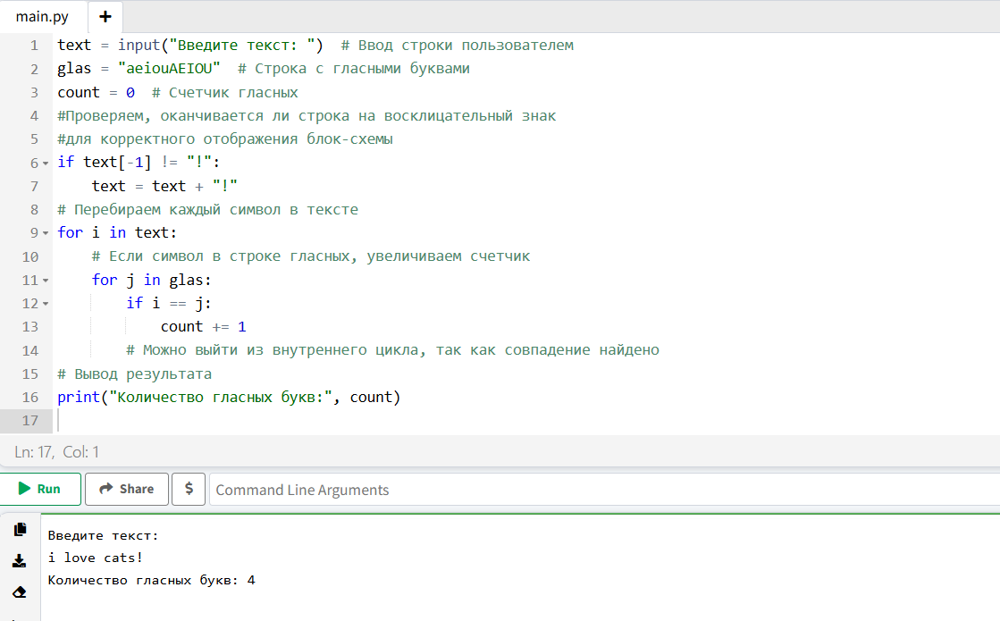 main.py +
1 text = input("Введите текст: ")  # Ввод строки пользователем
2 glas = "aeiouAEIOU"  # Строка с гласными буквами
3 count = 0  # Счетчик гласных
4 #Проверяем, оканчивается ли строка на восклицательный знак
5 #для корректного отображения блок-схемы
6 if text[-1] != "!":
7     text = text + "!"
8 # Перебираем каждый символ в тексте
9 for i in text:
10     # Если символ в строке гласных, увеличиваем счетчик
11     for j in glas:
12         if i == j:
13             count += 1
14         # Можно выйти из внутреннего цикла, так как совпадение найдено
15 # Вывод результата
16 print("Количество гласных букв:", count)
17
Ln: 17, Col: 1
Run Share $ Command Line Arguments
Введите текст:
i love cats!
Количество гласных букв: 4